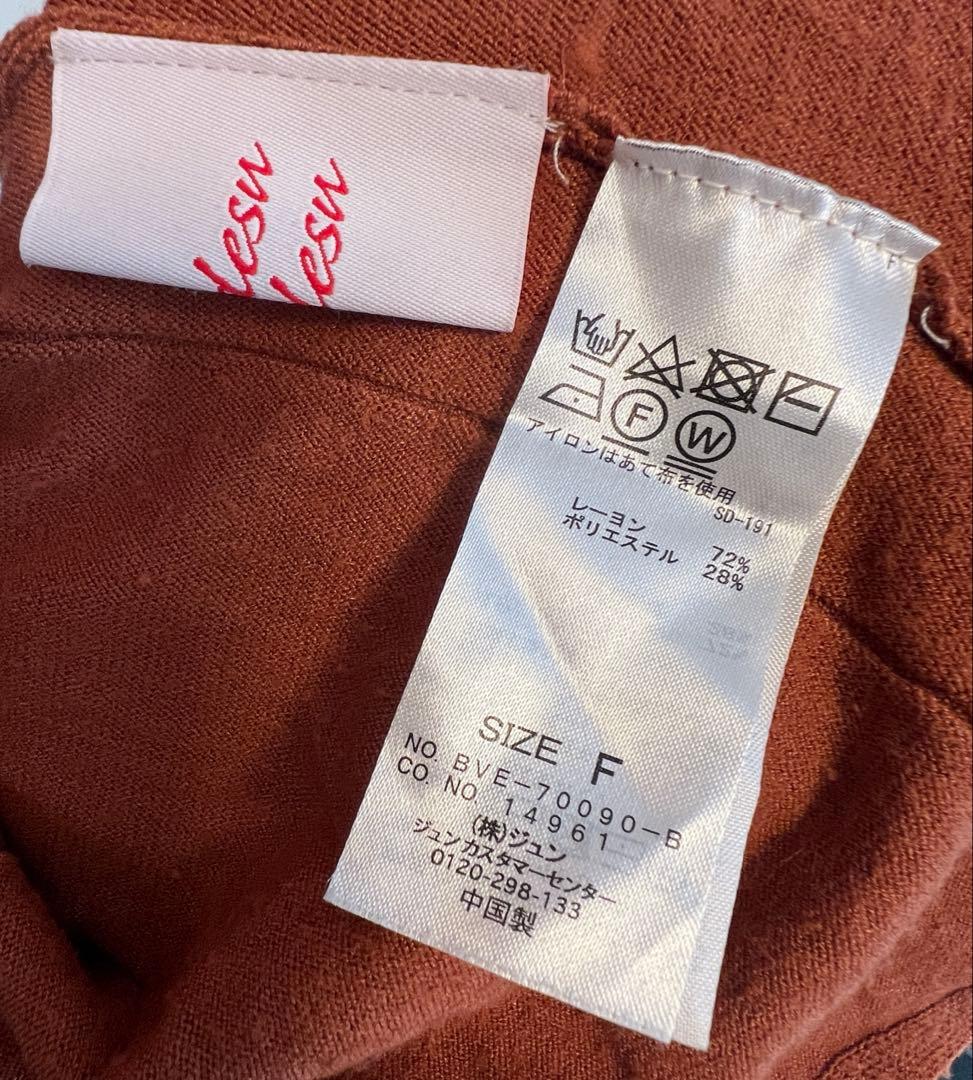 lesu
lesu
F
W
アイロンはあて布を使用
SD-191
レーヨン 72%
ポリエステル 28%
SIZE F
NO. BVE-70090-B
CO. NO. 14961
(株)ジュン
ジュンカスタマーセンター
0120-298-133
中国製